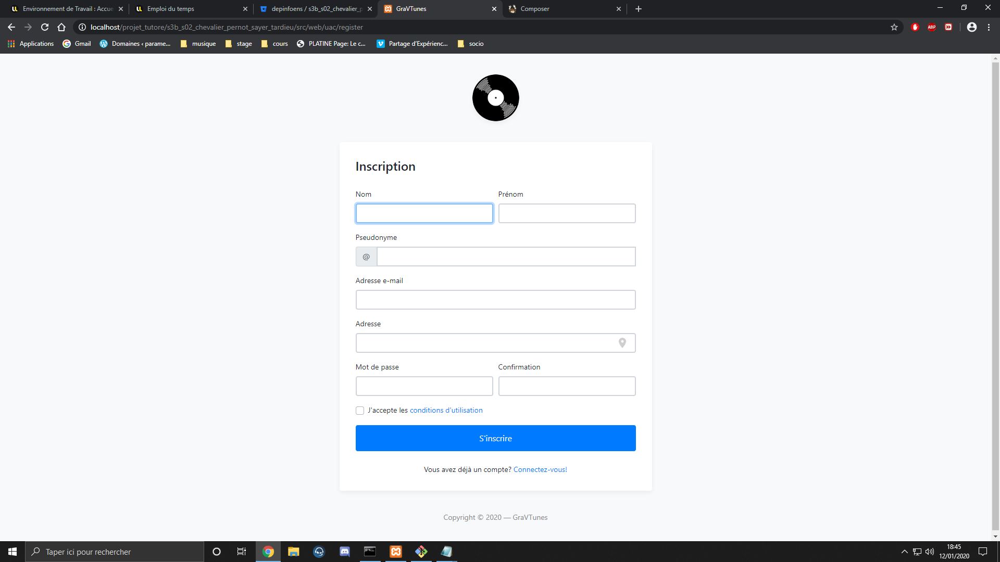 Environnement de Travail : Accue
Emploi du temps
depinfoens / s3b_s02_chevalier_p
GraVTunes
Composer
localhost/projet_tutore/s3b_s02_chevalier_pernot_sayer_tardieu/src/web/uac/register
ABP
Applications
Gmail
Domaines ‹ parame...
musique
stage
cours
PLATINE Page: Le c...
Partage d'Expérienc...
socio
Inscription
Nom
Prénom
Pseudonyme
@
Adresse e-mail
Adresse
Mot de passe
Confirmation
J'accepte les conditions d'utilisation
S'inscrire
Vous avez déjà un compte? Connectez-vous!
Copyright © 2020 — GraVTunes
Taper ici pour rechercher
18:45
12/01/2020